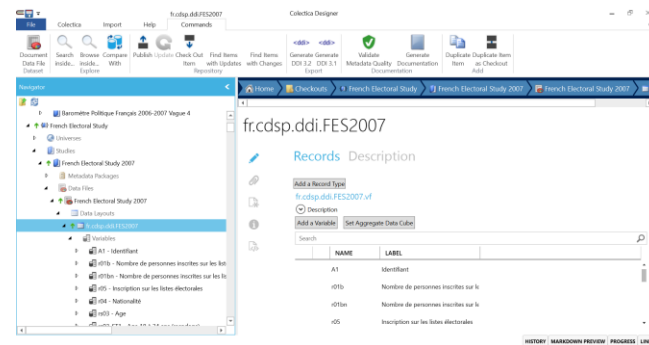 fr.cdsp.ddi.FES2007
Colectica Designer
File
Colectica
Import
Help
Commands
Document Data File
Search inside...
Browse inside...
Compare With
Publish
Update
Check Out Item
Find Items with Updates
Find Items with Changes
<ddi> Generate DDI 3.2
<ddi> Generate DDI 3.1
Validate Metadata Quality
Generate Documentation
Duplicate Item
Duplicate Item as Checkout
Dataset
Explore
Repository
Export
Documentation
Add
Navigator
Home
Checkouts
French Electoral Study
French Electoral Study 2007
French Electoral Study 2007
Baromètre Politique Français 2006-2007 Vague 4
French Electoral Study
Universes
Studies
French Electoral Study 2007
Metadata Packages
Data Files
French Electoral Study 2007
Data Layouts
fr.cdsp.ddi.FES2007
Variables
A1 - Identifiant
r01b - Nombre de personnes inscrites sur les list
r01bn - Nombre de personnes inscrites sur les lis
r05 - Inscription sur les listes électorales
r04 - Nationalité
rs03 - Age
fr.cdsp.ddi.FES2007
Records
Description
Add a Record Type
fr.cdsp.ddi.FES2007.vf
Description
Add a Variable
Set Aggregate Data Cube
Search
NAME
LABEL
A1
Identifiant
r01b
Nombre de personnes inscrites sur le
r01bn
Nombre de personnes inscrites sur le
r05
Inscription sur les listes électorales
HISTORY
MARKDOWN PREVIEW
PROGRESS
LIN